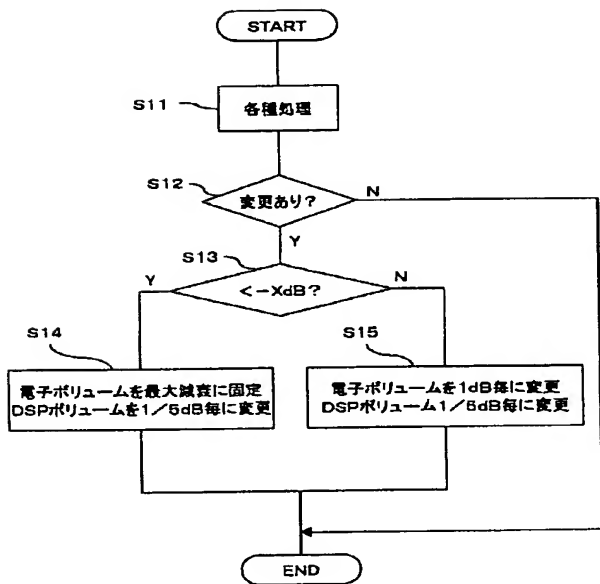 START
S11
各種処理
S12
変更あり?
N
Y
S13
Y
N
<-XdB?
S14
S15
電子ボリュームを最大減衰に固定
DSPボリュームを1/5dB毎に変更
電子ボリュームを1dB毎に変更
DSPボリューム1/5dB毎に変更
END